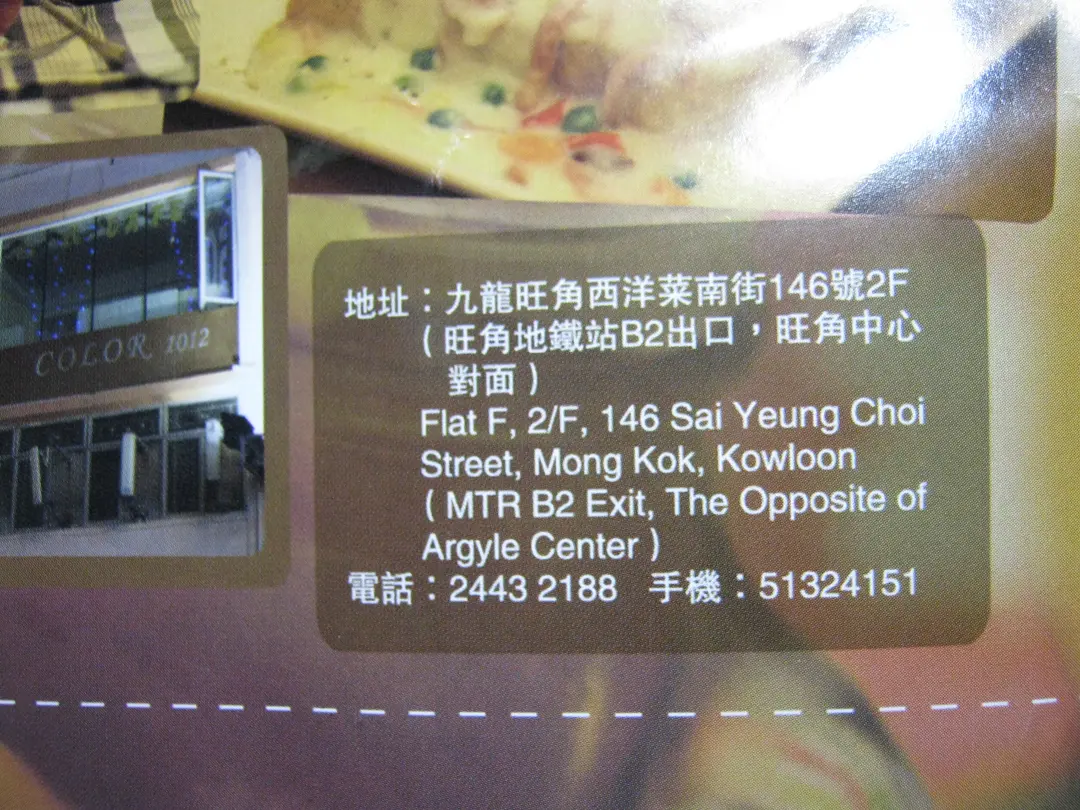 COLOR 1012
地址：九龍旺角西洋菜南街146號2F
（旺角地鐵站B2出口，旺角中心
對面）
Flat F, 2/F, 146 Sai Yeung Choi
Street, Mong Kok, Kowloon
( MTR B2 Exit, The Opposite of
Argyle Center )
電話：2443 2188　手機：51324151